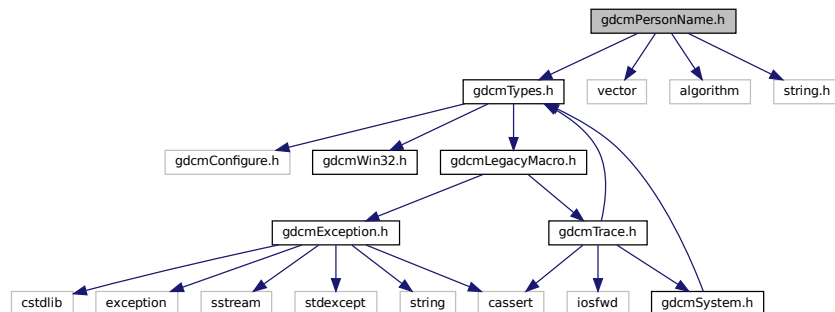 gdcmPersonName.h
gdcmTypes.h
vector
algorithm
string.h
gdcmConfigure.h
gdcmWin32.h
gdcmLegacyMacro.h
gdcmException.h
gdcmTrace.h
cstdlib
exception
sstream
stdexcept
string
cassert
iosfwd
gdcmSystem.h